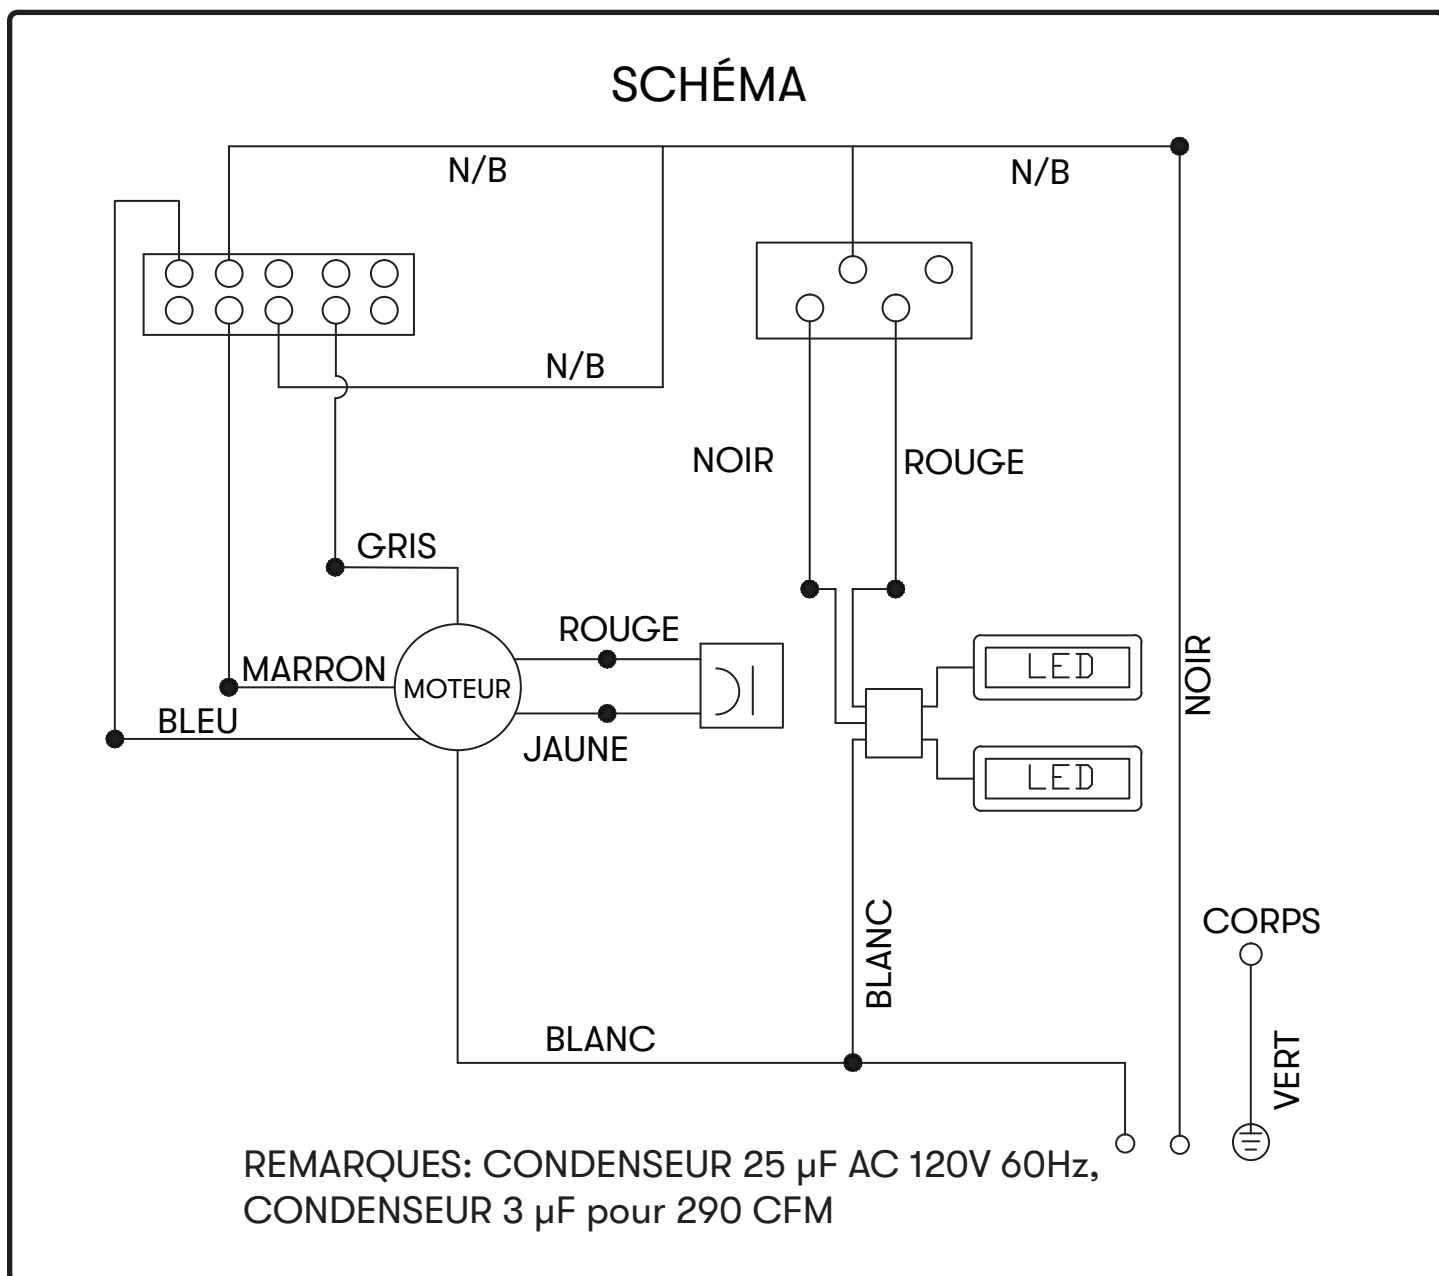 SCHÉMA
N/B
N/B
N/B
NOIR
ROUGE
GRIS
ROUGE
MARRON
MOTEUR
LED
NOIR
BLEU
JAUNE
LED
BLANC
CORPS
BLANC
VERT
REMARQUES: CONDENSEUR 25 µF AC 120V 60Hz,
CONDENSEUR 3 µF pour 290 CFM